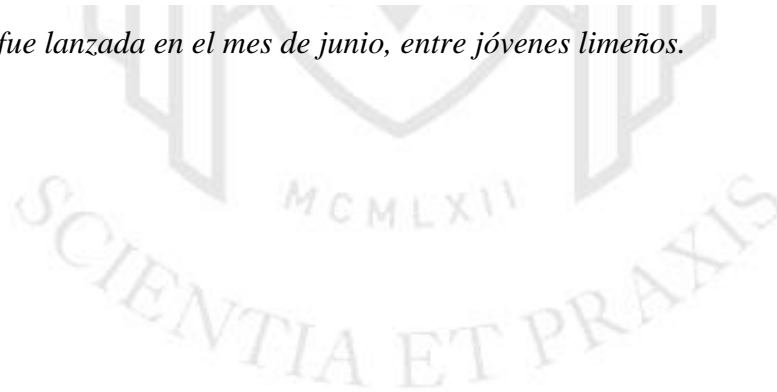 fue lanzada en el mes de junio, entre jóvenes limeños.
MCMLXII
SCIENTIA ET PRAXIS